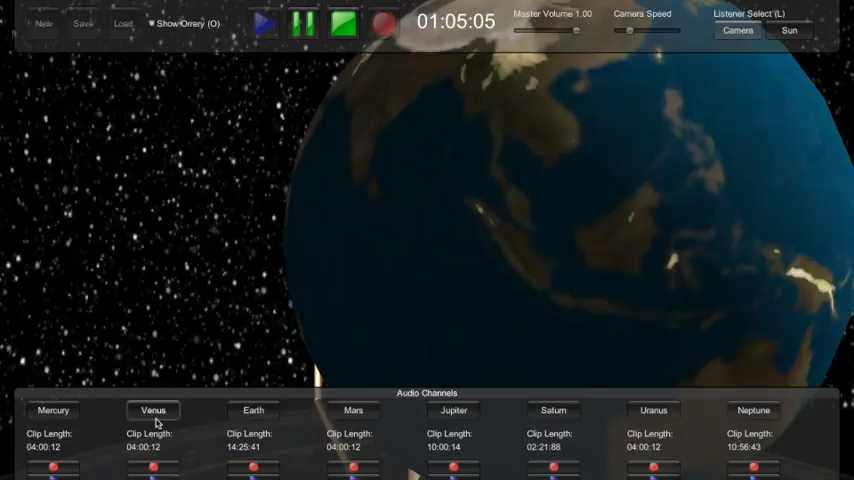 New Save Load Show Orrery (O) 01:05:05 Master Volume 1.00 Camera Speed Listener Select (L)
Camera Sun
Audio Channels
Mercury Venus Earth Mars Jupiter Saturn Uranus Neptune
Clip Length: Clip Length: Clip Length: Clip Length: Clip Length: Clip Length: Clip Length: Clip Length:
04:00:12 04:00:12 14:25:41 04:00:12 10:00:14 02:21:88 04:00:12 10:56:43